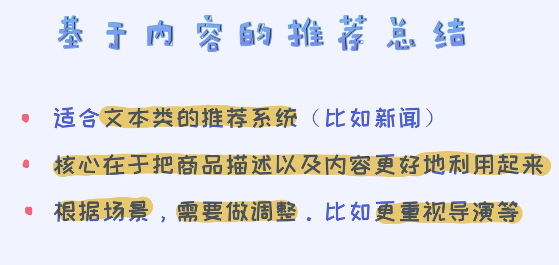 基于内容的推荐总结
适合文本类的推荐系统（比如新闻）
核心在于把商品描述以及内容更好地利用起来
根据场景，需要做调整．比如更重视导演等